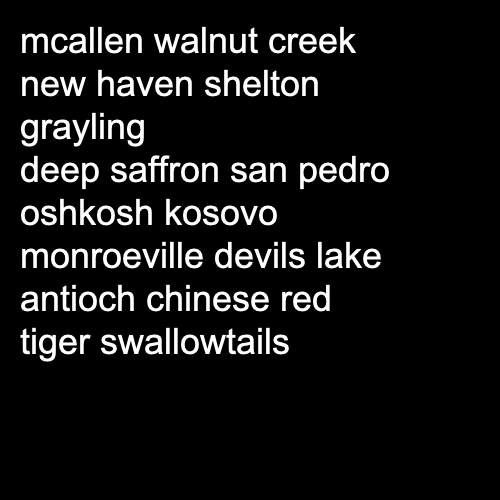 mcallen walnut creek
new haven shelton
grayling
deep saffron san pedro
oshkosh kosovo
monroeville devils lake
antioch chinese red
tiger swallowtails